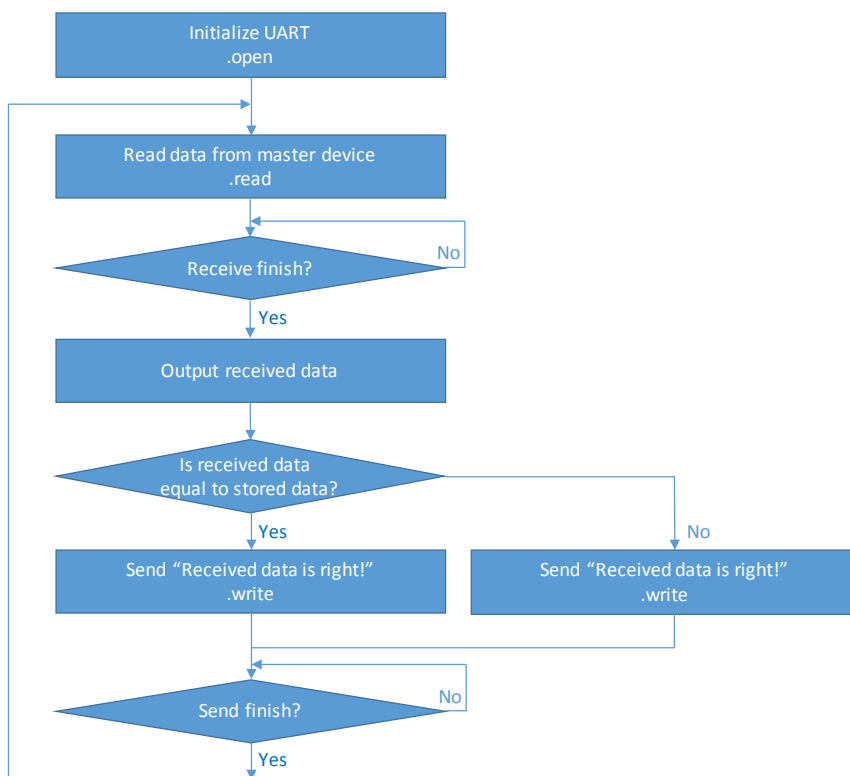 Initialize UART
.open
Read data from master device
.read
No
Receive finish?
Yes
Output received data
Is received data
equal to stored data?
Yes
No
Send “Received data is right!”
.write
Send “Received data is right!”
.write
No
Send finish?
Yes